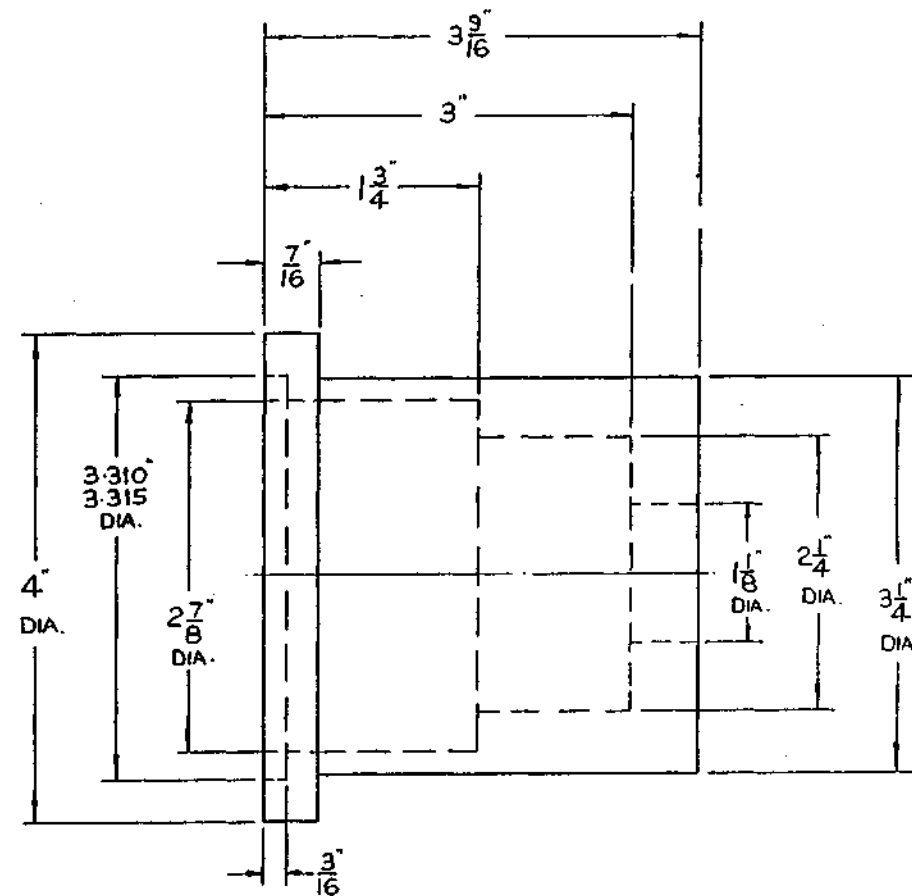 3 9/16"
3"
1 3/4"
7/16"
3·310"
3·315
DIA.
4"
DIA.
2 7/8"
DIA.
1 1/8"
DIA.
2 1/4"
DIA.
3 1/4"
DIA
3/16"